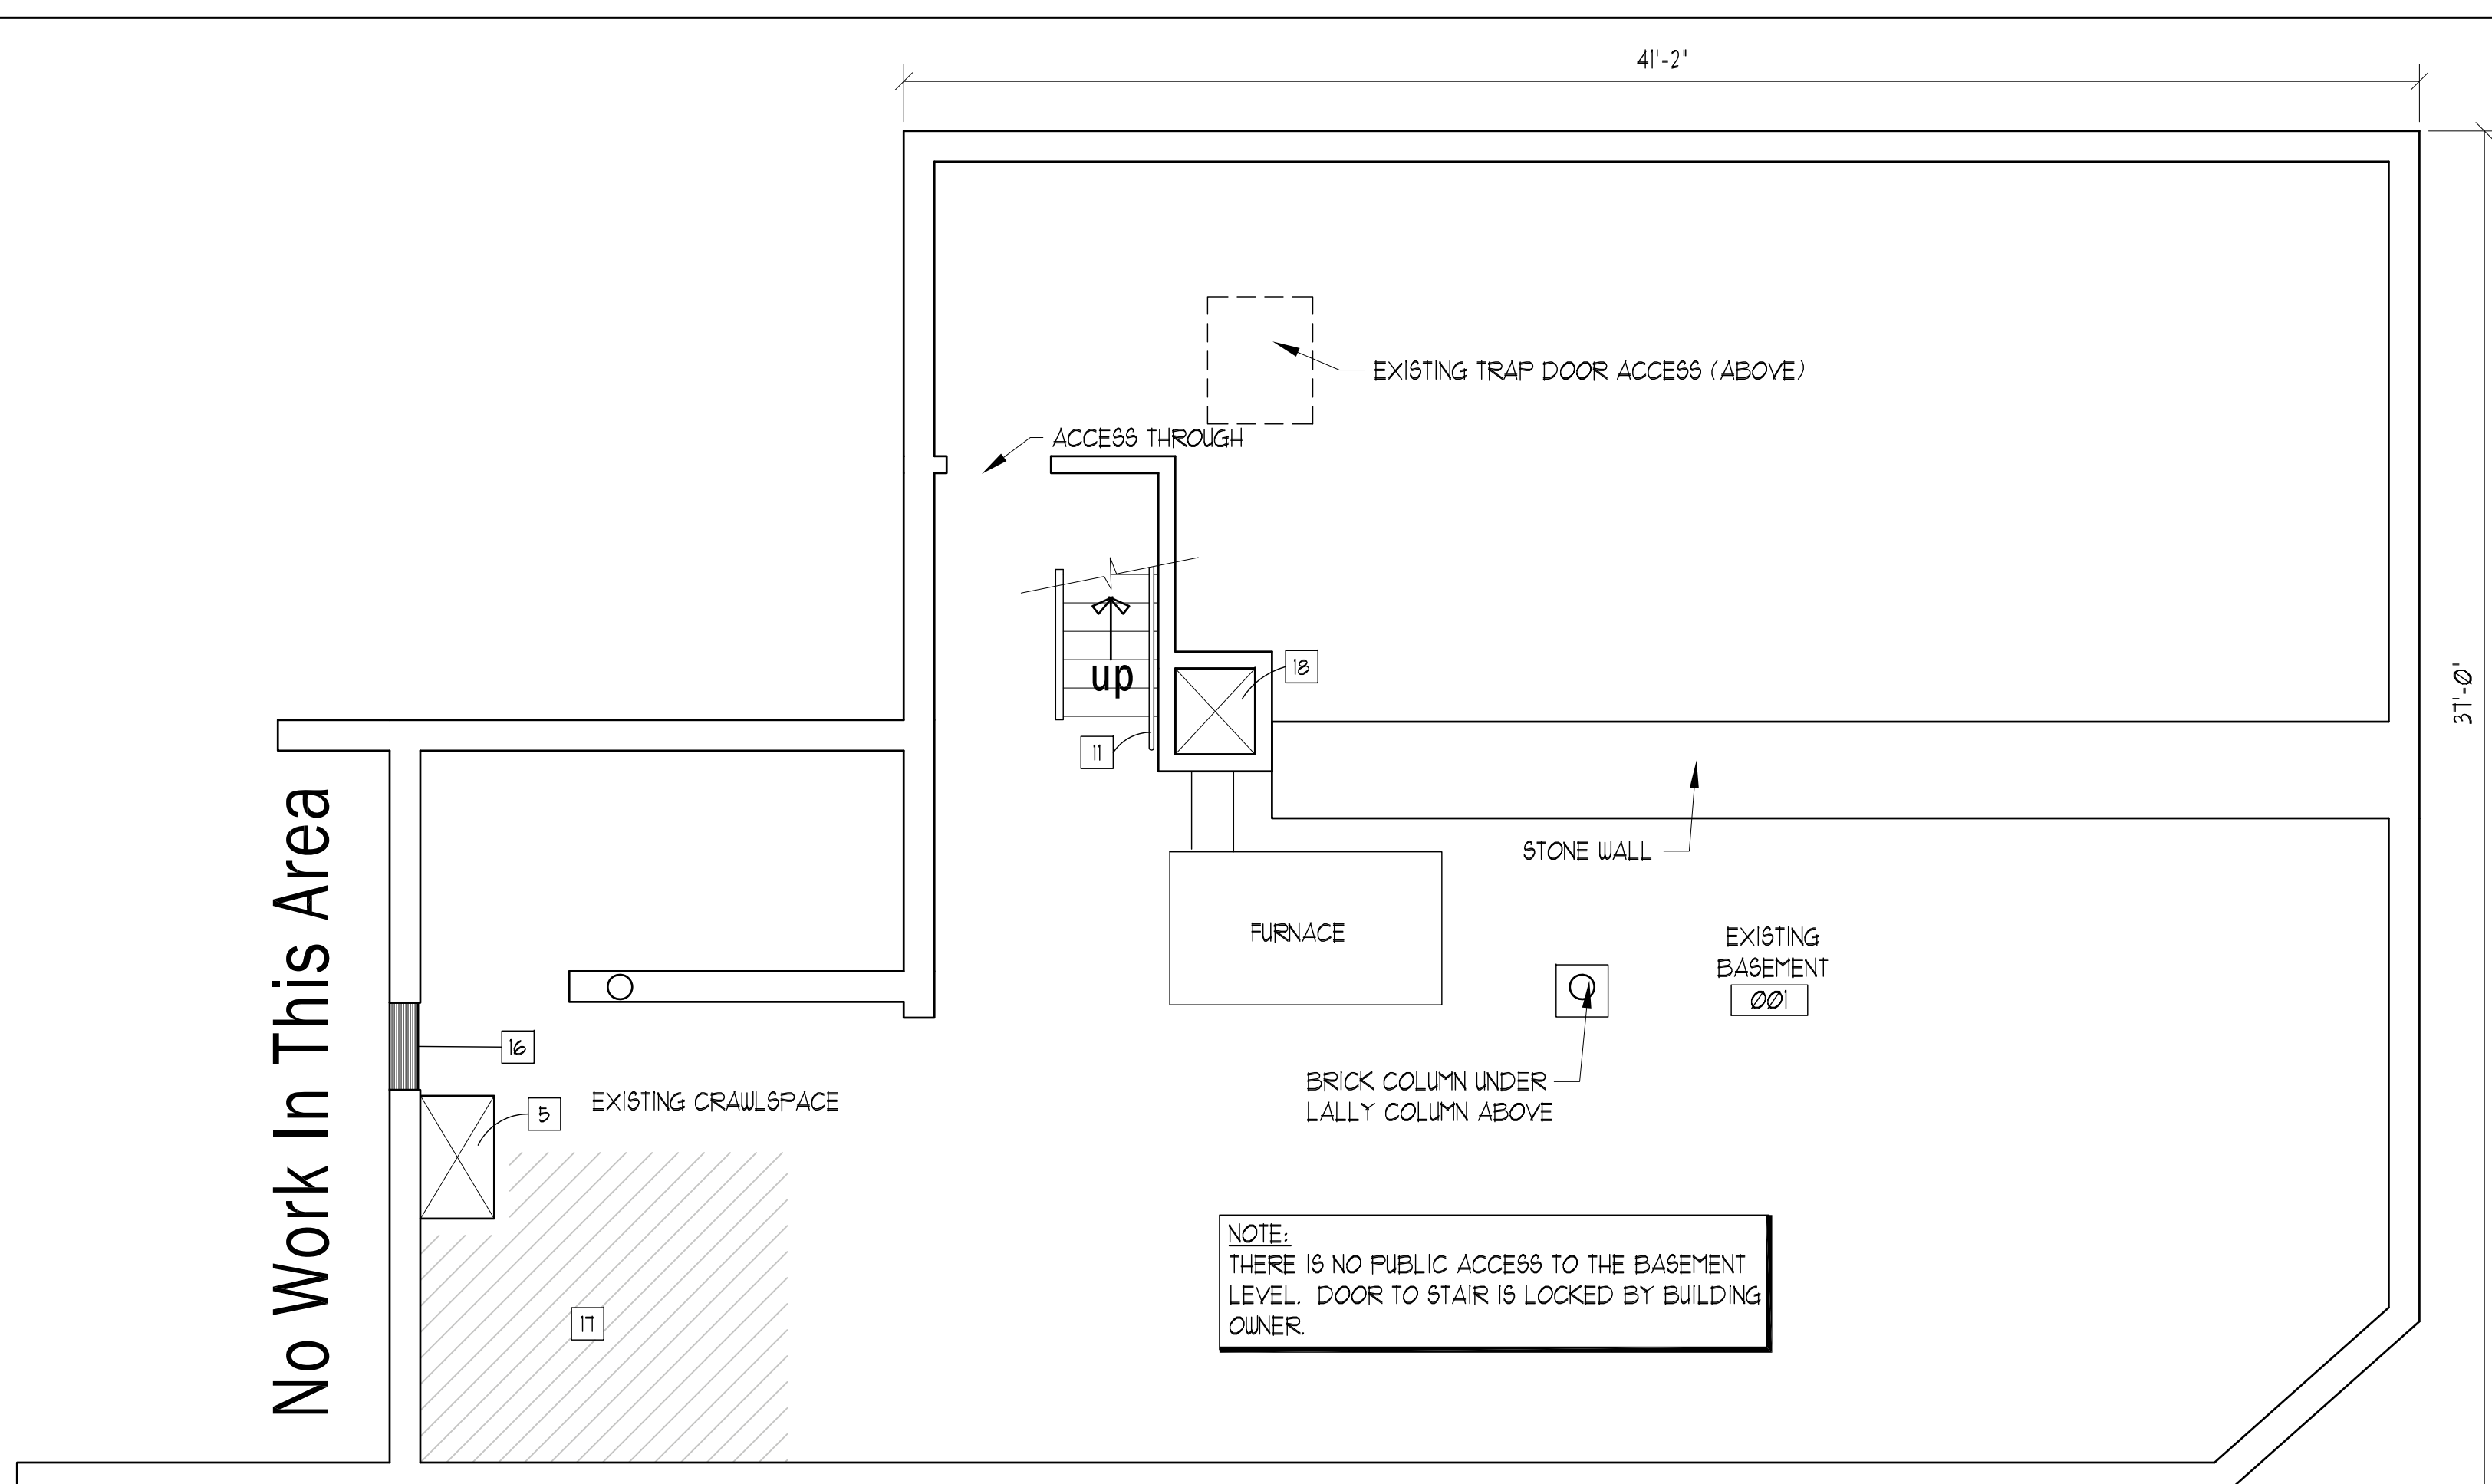 41'-2"
EXISTING TRAP DOOR ACCESS (ABOVE)
ACCESS THROUGH
up
18
11
37'-0"
STONE WALL
FURNACE
EXISTING
BASEMENT
001
No Work In This Area
16
5
EXISTING CRAWLSPACE
BRICK COLUMN UNDER
LALLY COLUMN ABOVE
17
NOTE:
THERE IS NO PUBLIC ACCESS TO THE BASEMENT
LEVEL. DOOR TO STAIR IS LOCKED BY BUILDING
OWNER.